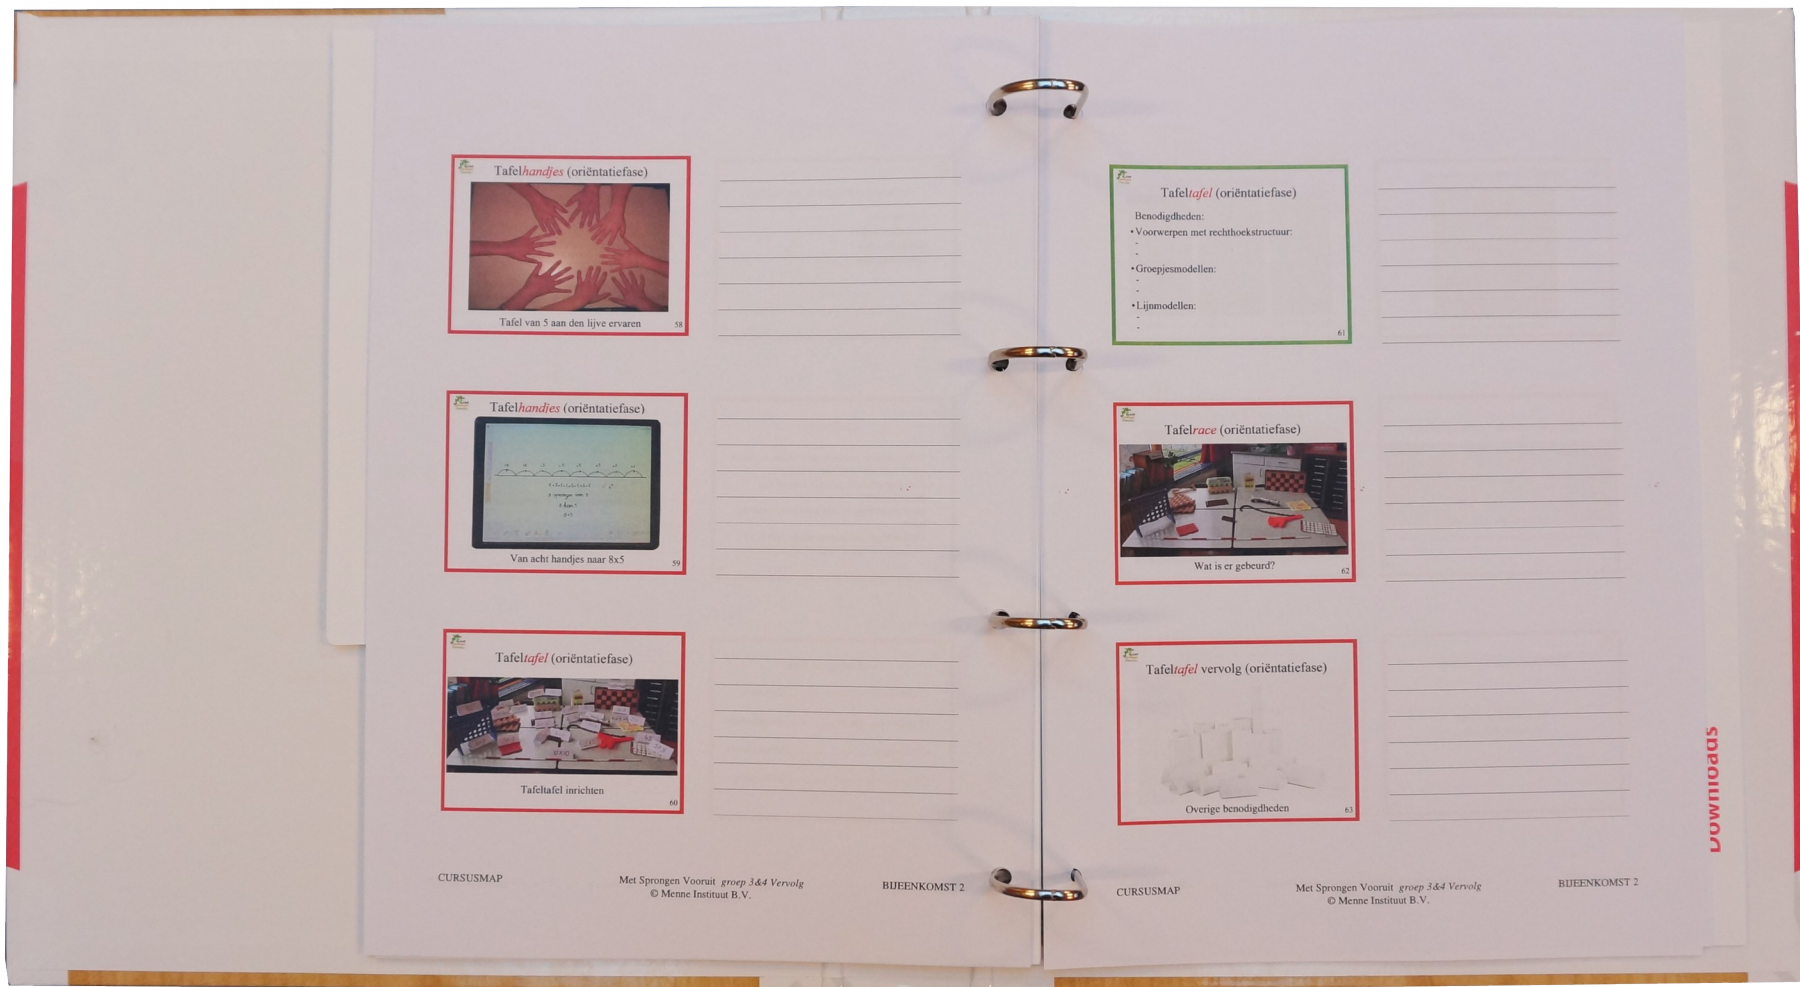 Tafelhandjes (oriëntatiefase)
Tafel van 5 aan den lijve ervaren
58
Tafelhandjes (oriëntatiefase)
Van acht handjes naar 8x5
59
Tafeltafel (oriëntatiefase)
Tafeltafel inrichten
60
CURSUSMAP
Met Sprongen Vooruit groep 3&4 Vervolg
© Menne Instituut B.V.
BIJEENKOMST 2
Tafeltafel (oriëntatiefase)
Benodigdheden:
•Voorwerpen met rechthoekstructuur:
-
-
•Groepjesmodellen:
-
-
•Lijnmodellen:
-
-
61
Tafelrace (oriëntatiefase)
Wat is er gebeurd?
62
Tafeltafel vervolg (oriëntatiefase)
Overige benodigdheden
63
CURSUSMAP
Met Sprongen Vooruit groep 3&4 Vervolg
© Menne Instituut B.V.
BIJEENKOMST 2
Downloads